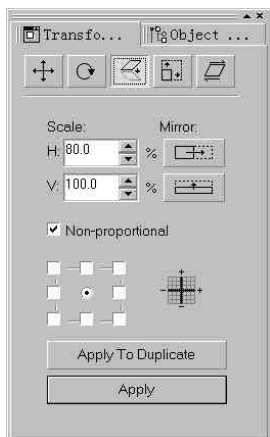 Transfo... Object ...
Scale: Mirror:
H: 80.0 %
V: 100.0 %
Non-proportional
Apply To Duplicate
Apply